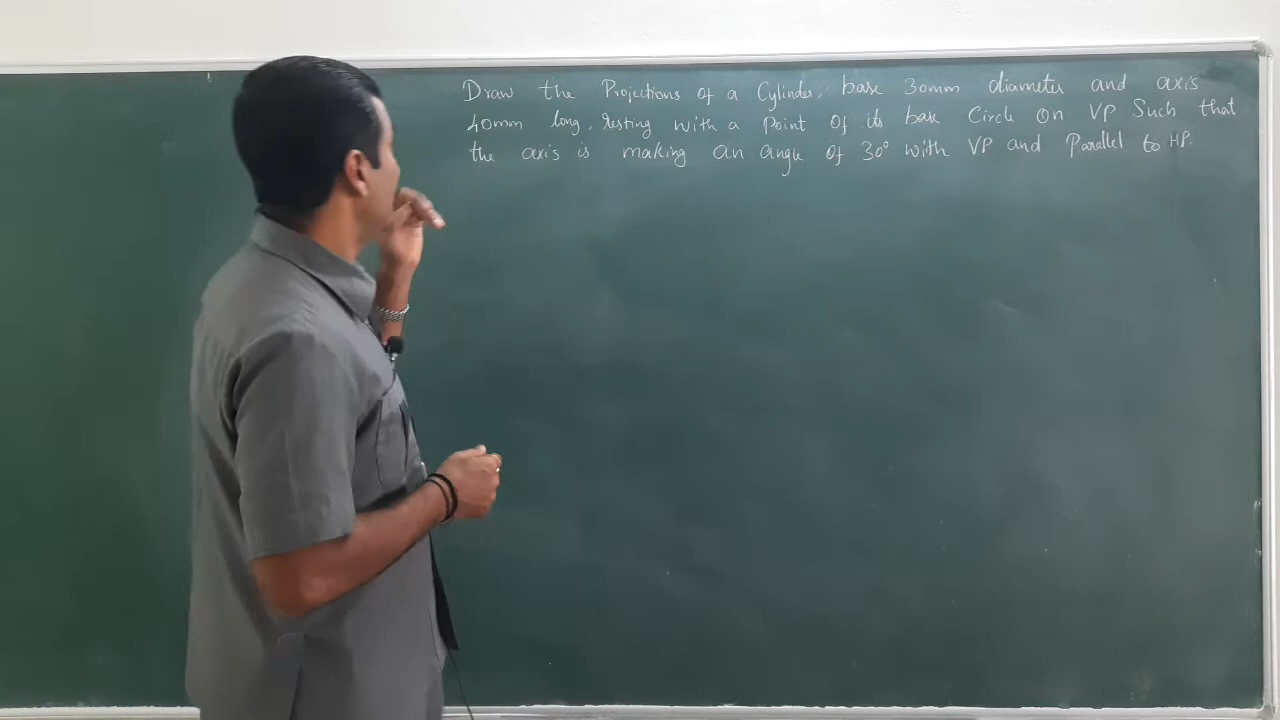 Draw the Projections of a Cylinder, base 30mm diameter and axis
40mm long, resting with a Point Of its base Circle On VP Such that
the axis is making an angle Of 30° with VP and Parallel to HP.